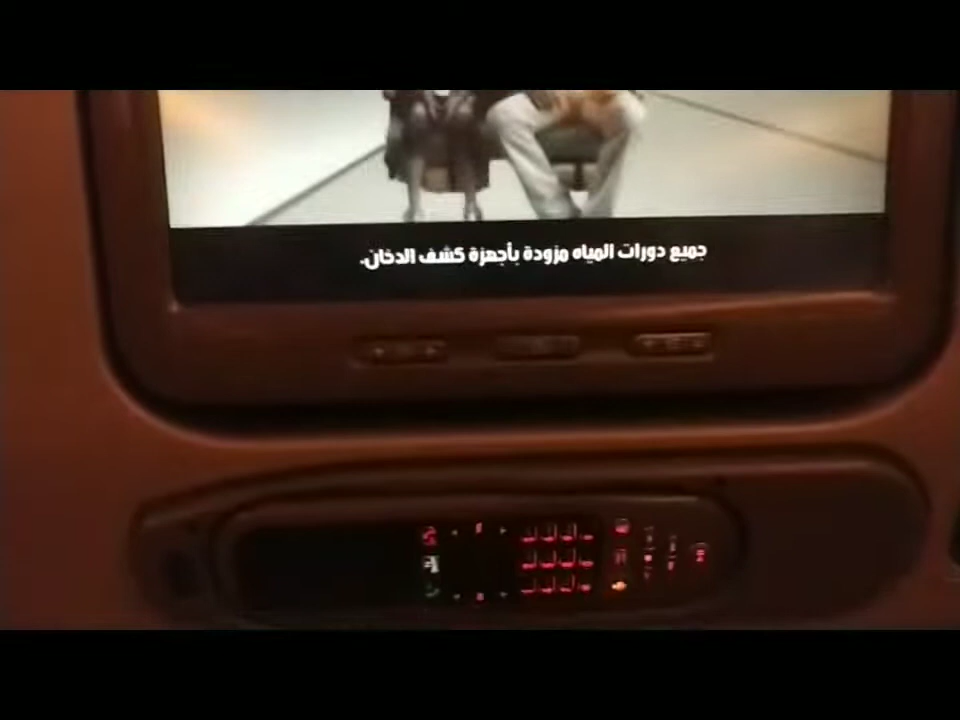 جميع دورات المياه مزودة بأجهزة كشف الدخان.